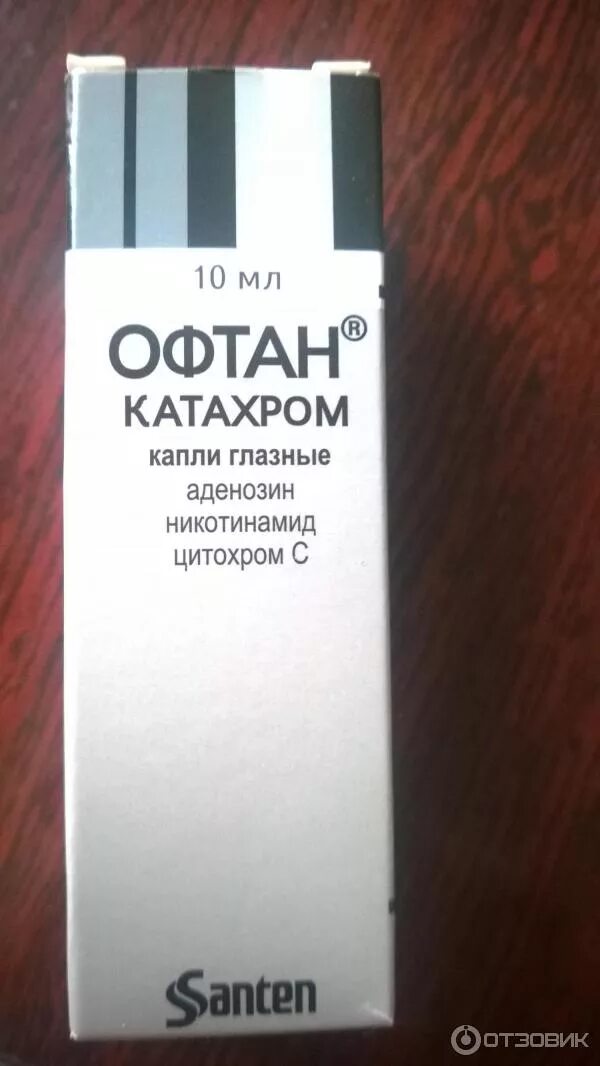 10 мл
ОФТАН®
КАТАХРОМ
капли глазные
аденозин
никотинамид
цитохром С
Santen
ОТЗОВИК